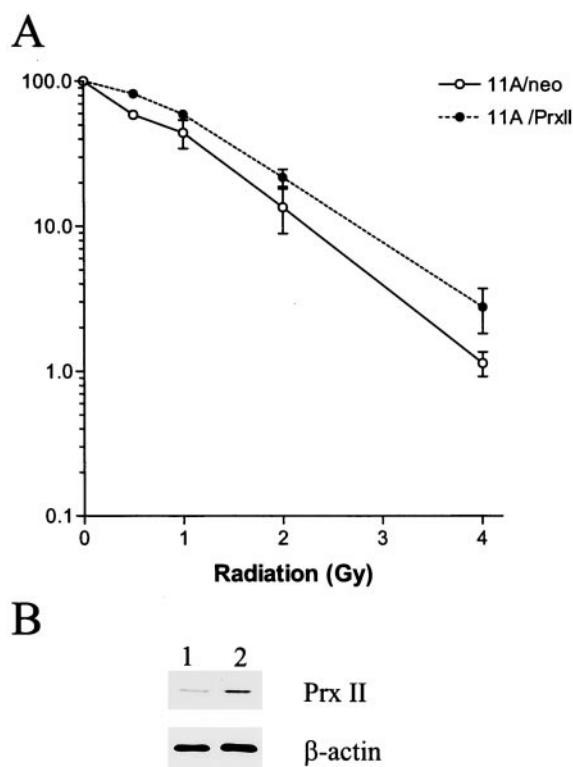 A
100.0
10.0
1.0
0.1
0
1
2
3
4
Radiation (Gy)
11A/neo
11A /PrxII
B
1 2
Prx II
β-actin